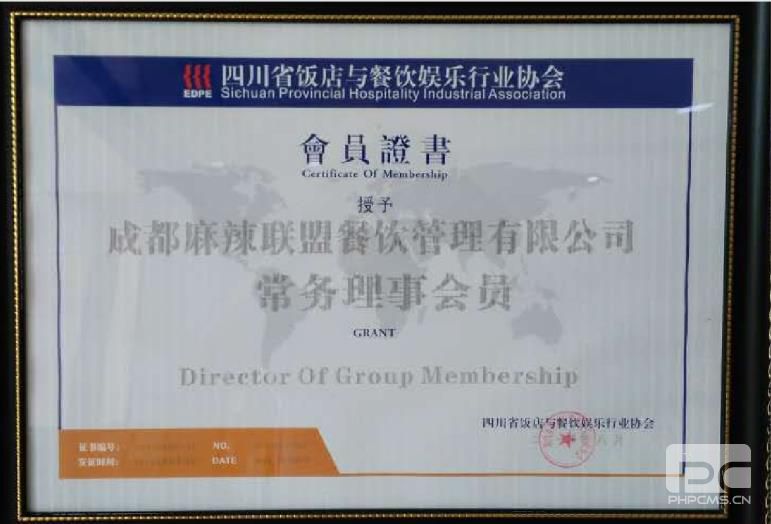 四川省饭店与餐饮娱乐行业协会
EDPE
Sichuan Provincial Hospitality Industrial Association
會員證書
Certificate Of Membership
授予
成都麻辣联盟餐饮管理有限公司
常务理事会员
GRANT
Director Of Group Membership
四川省饭店与餐饮娱乐行业协会
八月
证书编号: NO.
发证时间: DATE
PHPCMS.CN